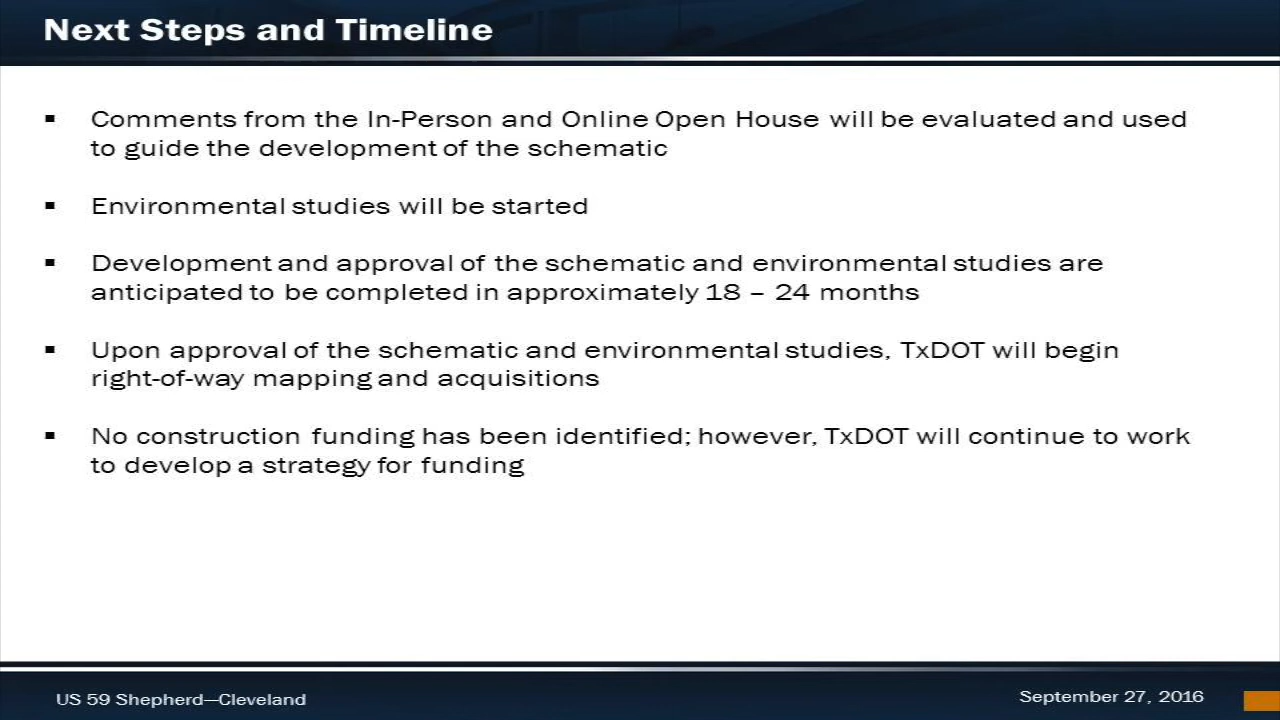 Next Steps and Timeline
▪ Comments from the In-Person and Online Open House will be evaluated and used
to guide the development of the schematic
▪ Environmental studies will be started
▪ Development and approval of the schematic and environmental studies are
anticipated to be completed in approximately 18 – 24 months
▪ Upon approval of the schematic and environmental studies, TxDOT will begin
right-of-way mapping and acquisitions
▪ No construction funding has been identified; however, TxDOT will continue to work
to develop a strategy for funding
US 59 Shepherd—Cleveland
September 27, 2016